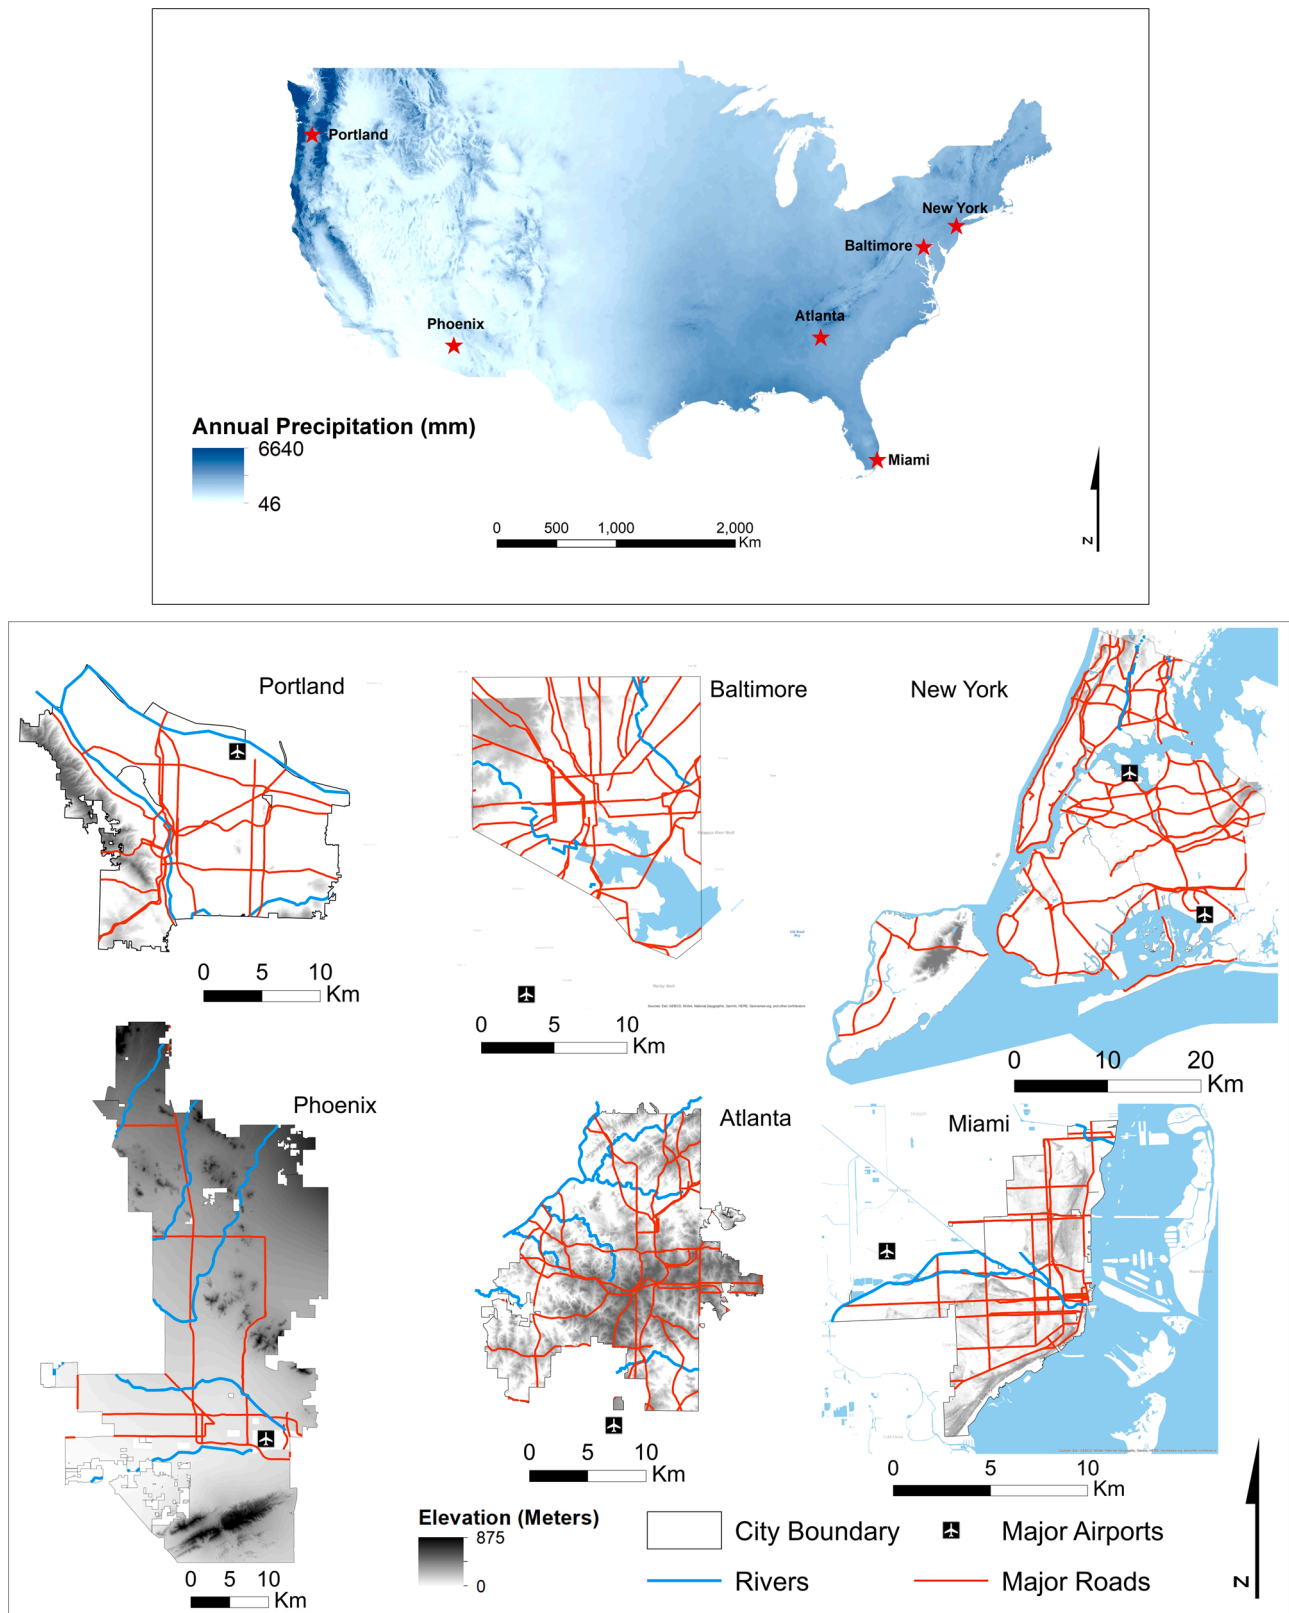 Portland
New York
Baltimore
Atlanta
Phoenix
Miami
Annual Precipitation (mm)
6640
46
0 500 1,000 2,000
Km
N
Portland
Baltimore
New York
0 5 10
Km
0 5 10
Km
0 10 20
Km
Phoenix
Atlanta
Miami
0 5 10
Km
0 5 10
Km
0 5 10
Km
Elevation (Meters)
875
0
City Boundary
Major Airports
Rivers
Major Roads
N